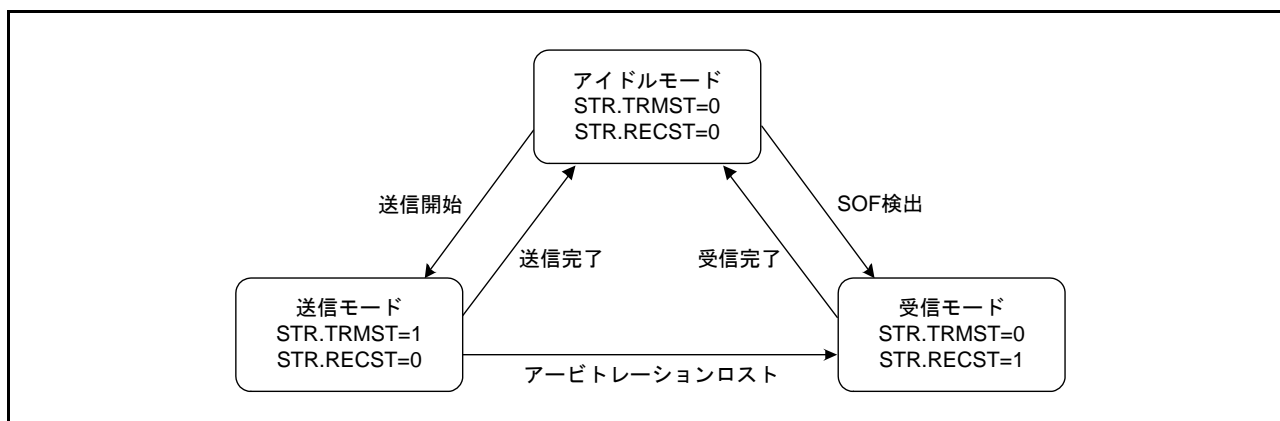 アイドルモード
STR.TRMST=0
STR.RECST=0
送信開始
SOF検出
送信完了
受信完了
送信モード
STR.TRMST=1
STR.RECST=0
受信モード
STR.TRMST=0
STR.RECST=1
アービトレーションロスト